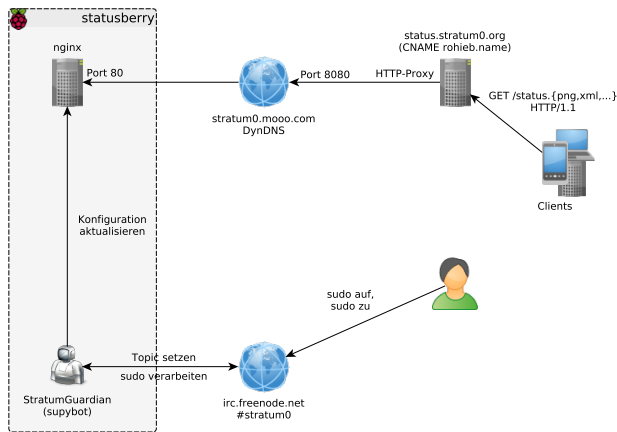 statusberry
nginx
Port 80
Port 8080
HTTP-Proxy
status.stratum0.org
(CNAME rohieb.name)
GET /status.{png,xml,...}
HTTP/1.1
stratum0.mooo.com
DynDNS
Clients
Konfiguration
aktualisieren
sudo auf,
sudo zu
Topic setzen
sudo verarbeiten
StratumGuardian
(supybot)
irc.freenode.net
#stratum0